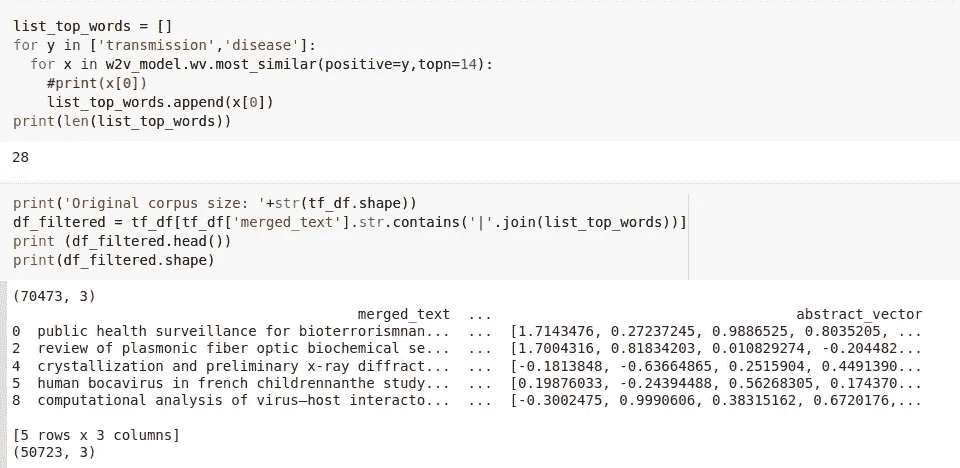 list_top_words = []
for y in ['transmission','disease']:
  for x in w2v_model.wv.most_similar(positive=y,topn=14):
    #print(x[0])
    list_top_words.append(x[0])
print(len(list_top_words))
28
print('Original corpus size: '+str(tf_df.shape))
df_filtered = tf_df[tf_df['merged_text'].str.contains('|'.join(list_top_words))]
print (df_filtered.head())
print(df_filtered.shape)
(70473, 3)
merged_text ... abstract_vector
0 public health surveillance for bioterrorismnan... ... [1.7143476, 0.27237245, 0.9886525, 0.8035205, ...
2 review of plasmonic fiber optic biochemical se... ... [1.7004316, 0.81834203, 0.010829274, -0.204482...
4 crystallization and preliminary x-ray diffract... ... [-0.1813848, -0.63664865, 0.2515904, 0.4491390...
5 human bocavirus in french childrennanthe study... ... [0.19876033, -0.24394488, 0.56268305, 0.174370...
8 computational analysis of virus–host interacto... ... [-0.3002475, 0.9990606, 0.38315162, 0.6720176,...
[5 rows x 3 columns]
(50723, 3)